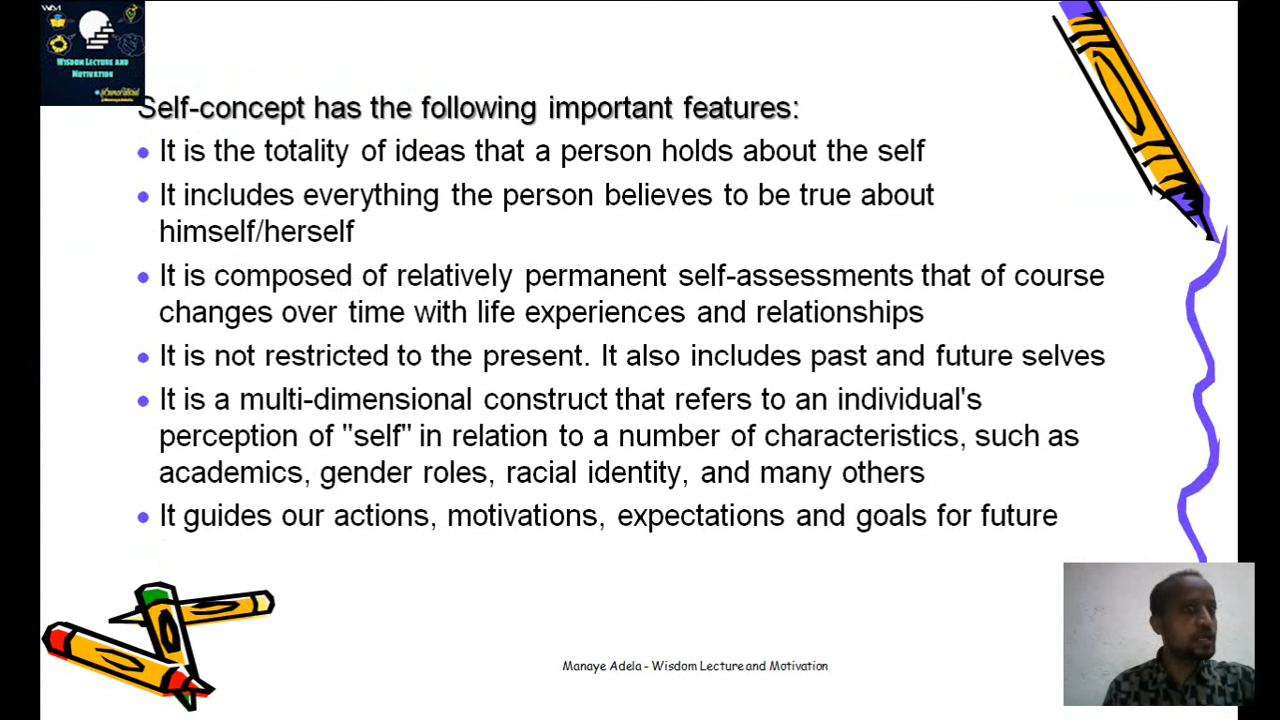 WISDOM LECTURE AND
MOTIVATION
Self-concept has the following important features:
It is the totality of ideas that a person holds about the self
It includes everything the person believes to be true about
himself/herself
It is composed of relatively permanent self-assessments that of course
changes over time with life experiences and relationships
It is not restricted to the present. It also includes past and future selves
It is a multi-dimensional construct that refers to an individual's
perception of "self" in relation to a number of characteristics, such as
academics, gender roles, racial identity, and many others
It guides our actions, motivations, expectations and goals for future
Manaye Adela - Wisdom Lecture and Motivation